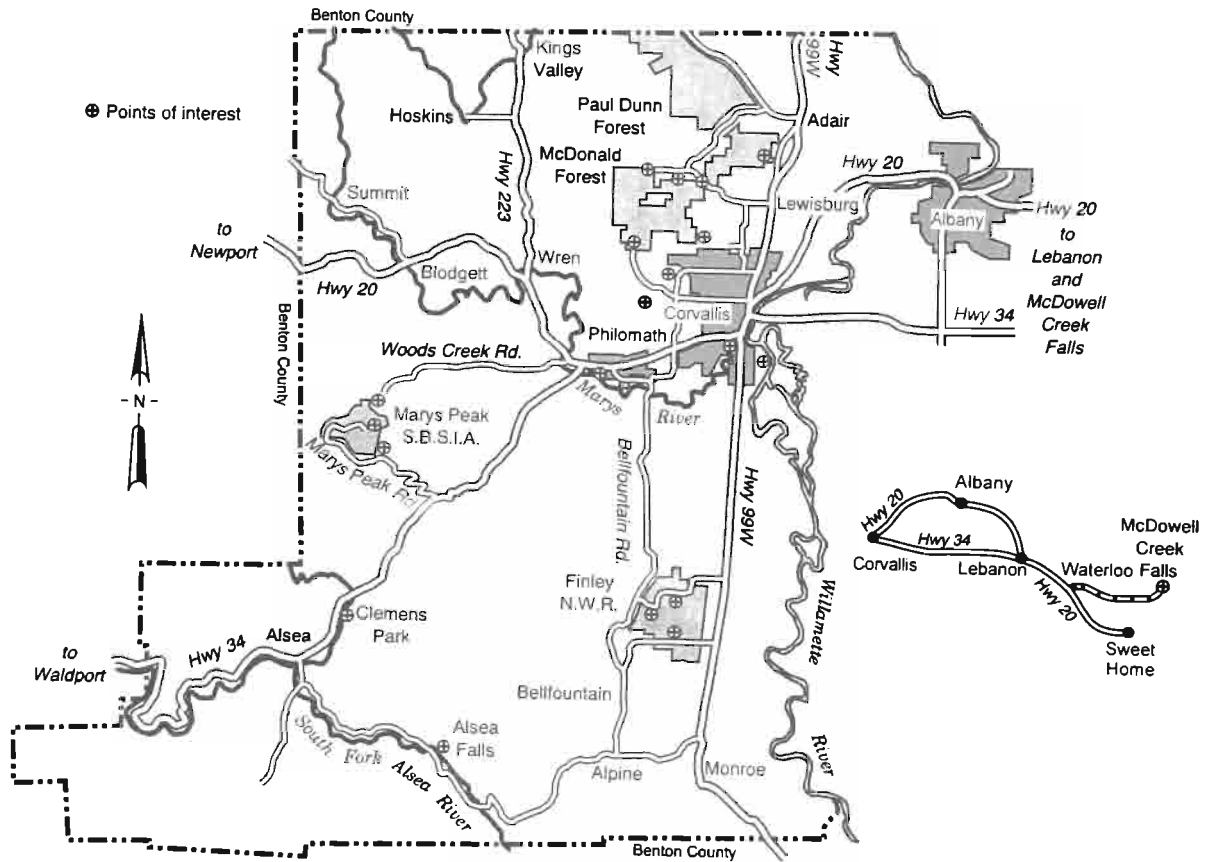 Benton County
Kings
Valley
Hwy
99W
⊕ Points of interest
Hoskins
Paul Dunn
Forest
Adair
McDonald
Forest
Hwy 20
Hwy 223
Summit
Lewisburg
Albany
Hwy 20
to
Lebanon
and
McDowell
Creek
Falls
to
Newport
Wren
Blodgett
Hwy 20
Benton County
Corvallis
Hwy 34
Philomath
Woods Creek Rd.
Marys
River
- N -
Marys Peak
S.B.S.I.A.
Marys Peak Rd
Bellfountain Rd.
Hwy 99W
Albany
Hwy 20
McDowell
Creek
Falls
Hwy 34
Corvallis
Lebanon
Waterloo
Hwy 20
Sweet
Home
Finley
N.W.R.
Willamette
River
Clemens
Park
Alsea
Hwy 34
to
Waldport
Bellfountain
South Fork Alsea River
Alsea
Falls
Alpine
Monroe
Benton County